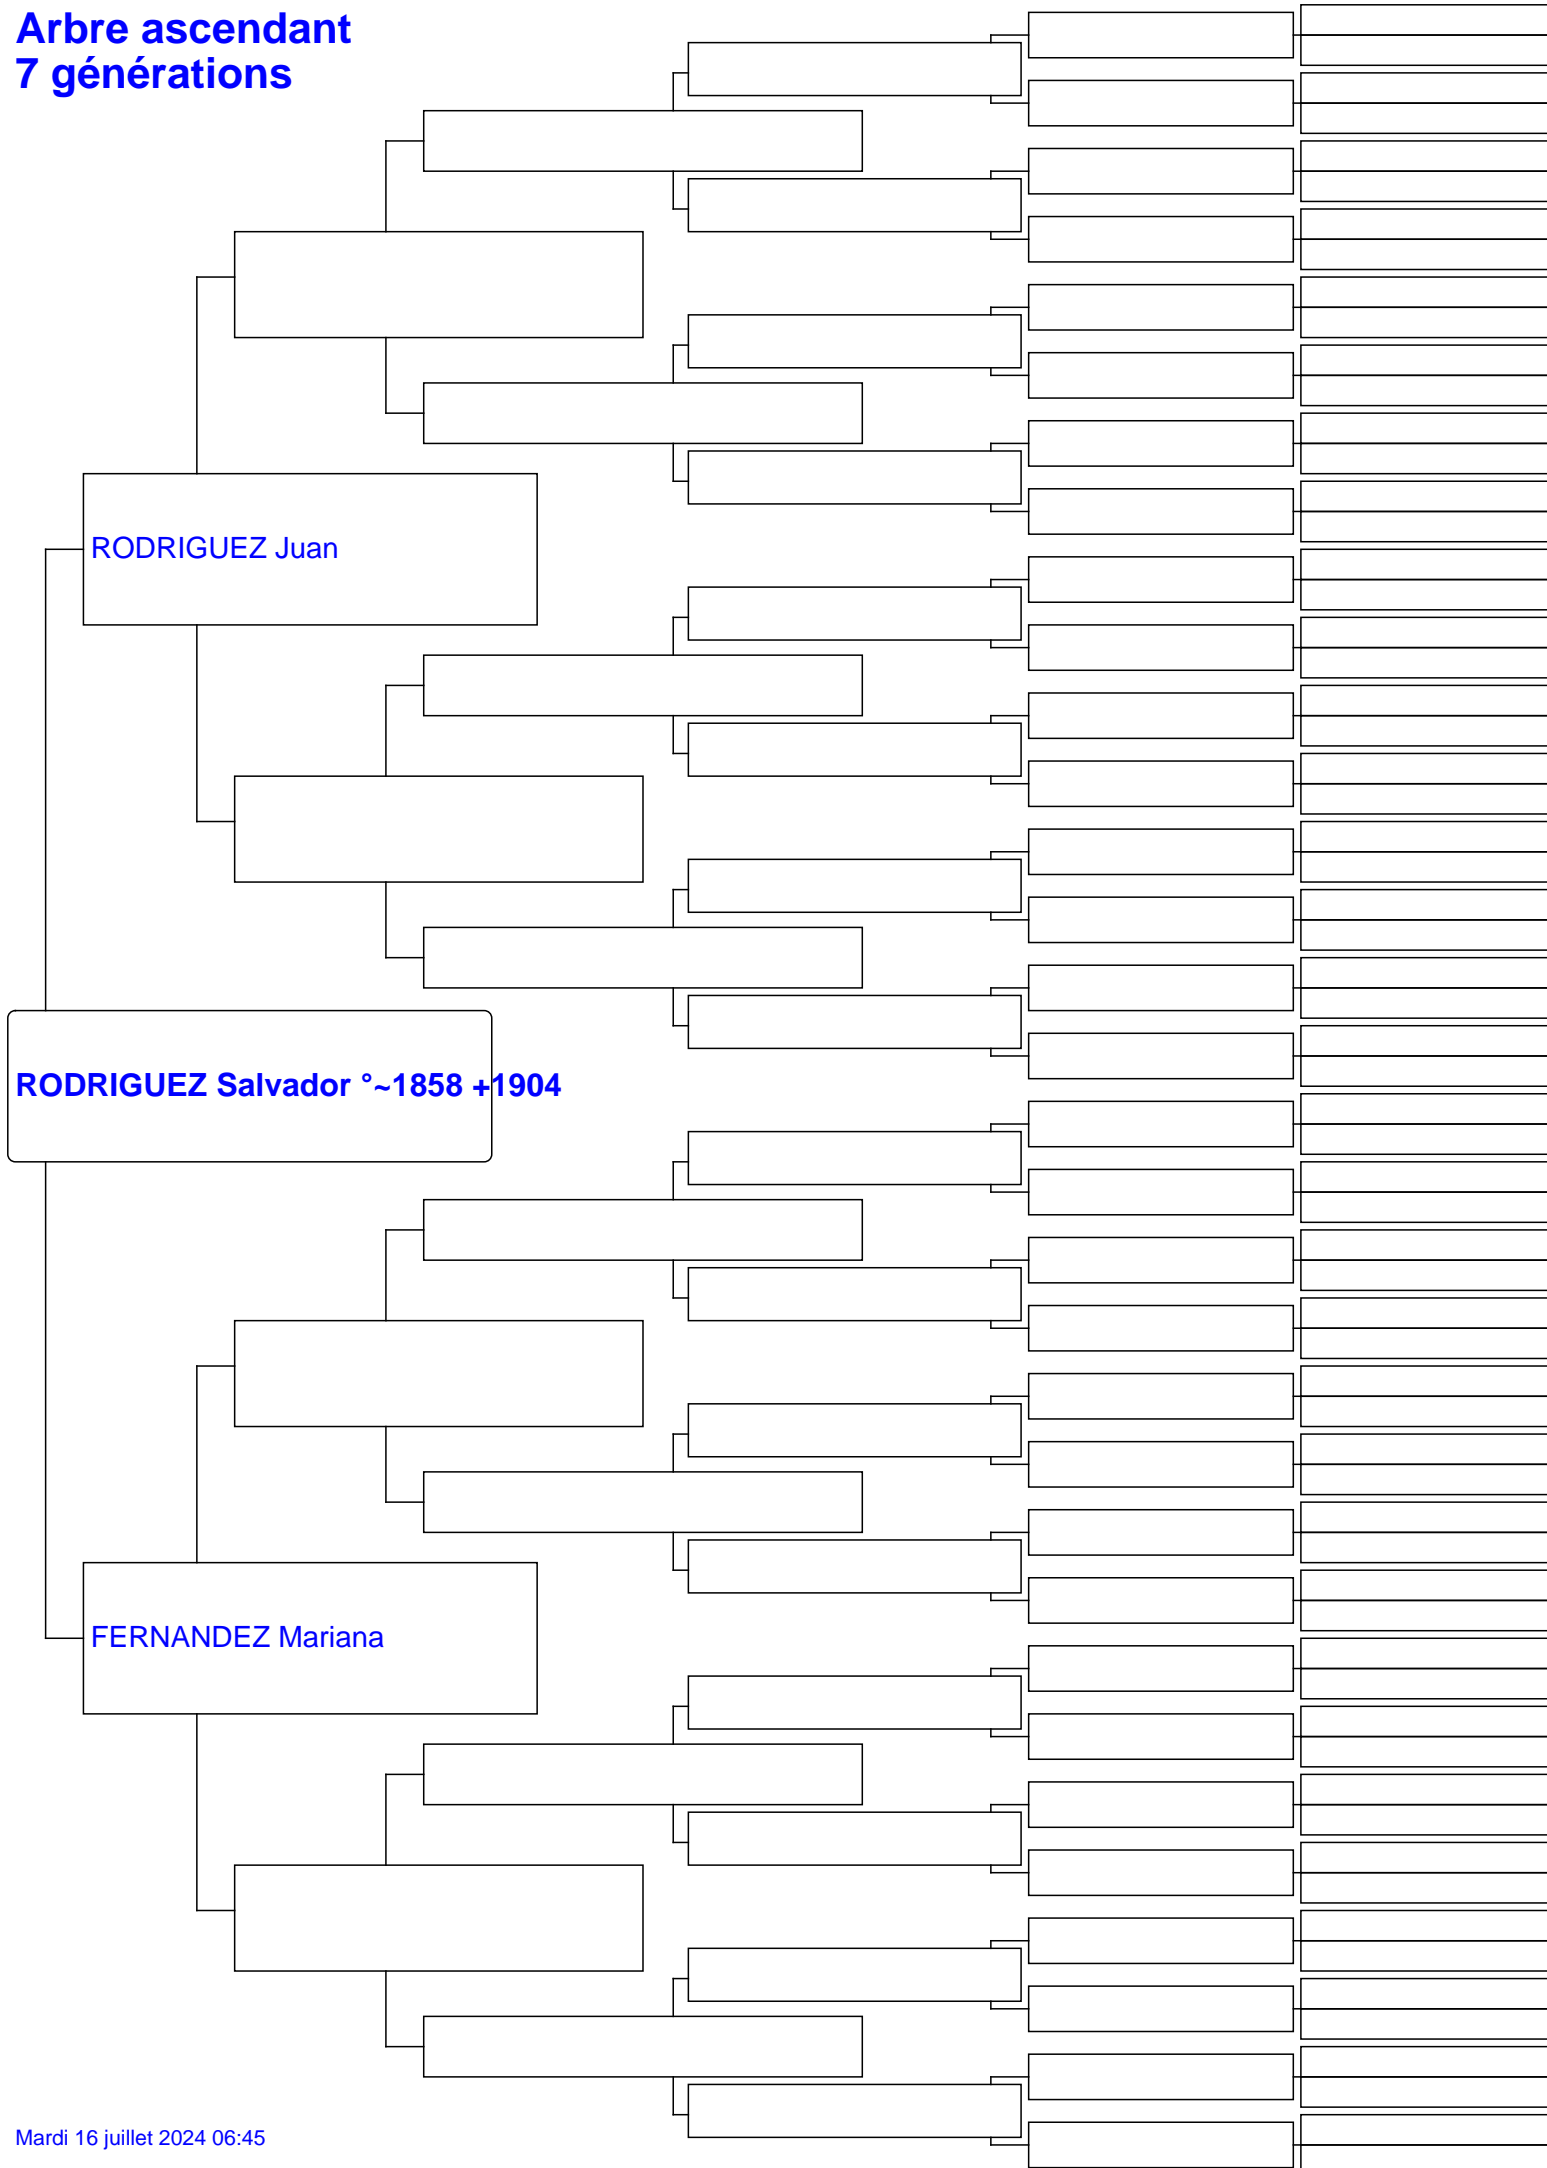 Arbre ascendant
7 générations
RODRIGUEZ Juan
RODRIGUEZ Salvador °~1858 +1904
FERNANDEZ Mariana
Mardi 16 juillet 2024 06:45